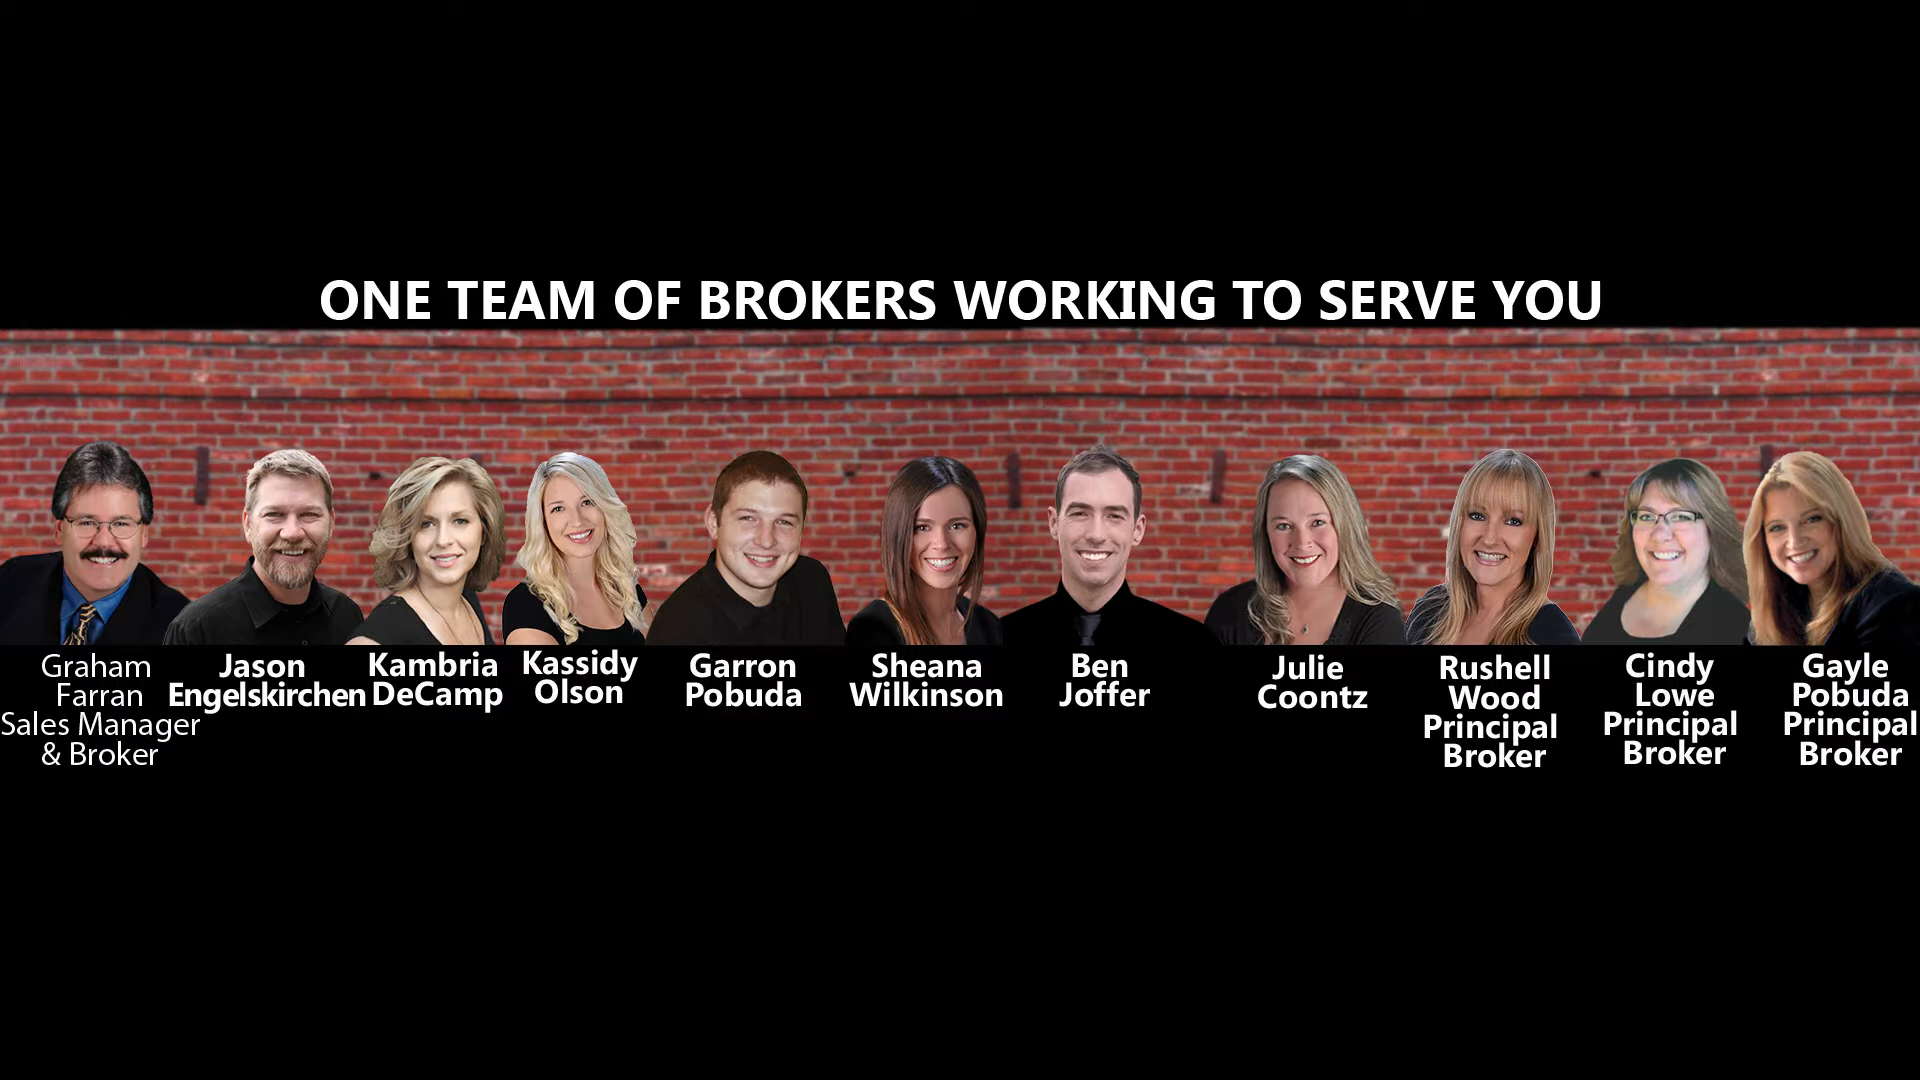 ONE TEAM OF BROKERS WORKING TO SERVE YOU
Graham
Farran
Sales Manager
& Broker
Jason
Engelskirchen
Kambria
DeCamp
Kassidy
Olson
Garron
Pobuda
Sheana
Wilkinson
Ben
Joffer
Julie
Coontz
Rushell
Wood
Principal
Broker
Cindy
Lowe
Principal
Broker
Gayle
Pobuda
Principal
Broker